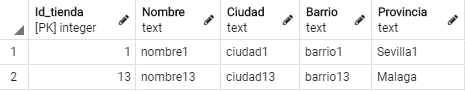 Id_tienda Nombre Ciudad Barrio Provincia
[PK] integer text text text text
1 1 nombre1 ciudad1 barrio1 Sevilla1
2 13 nombre13 ciudad13 barrio13 Malaga